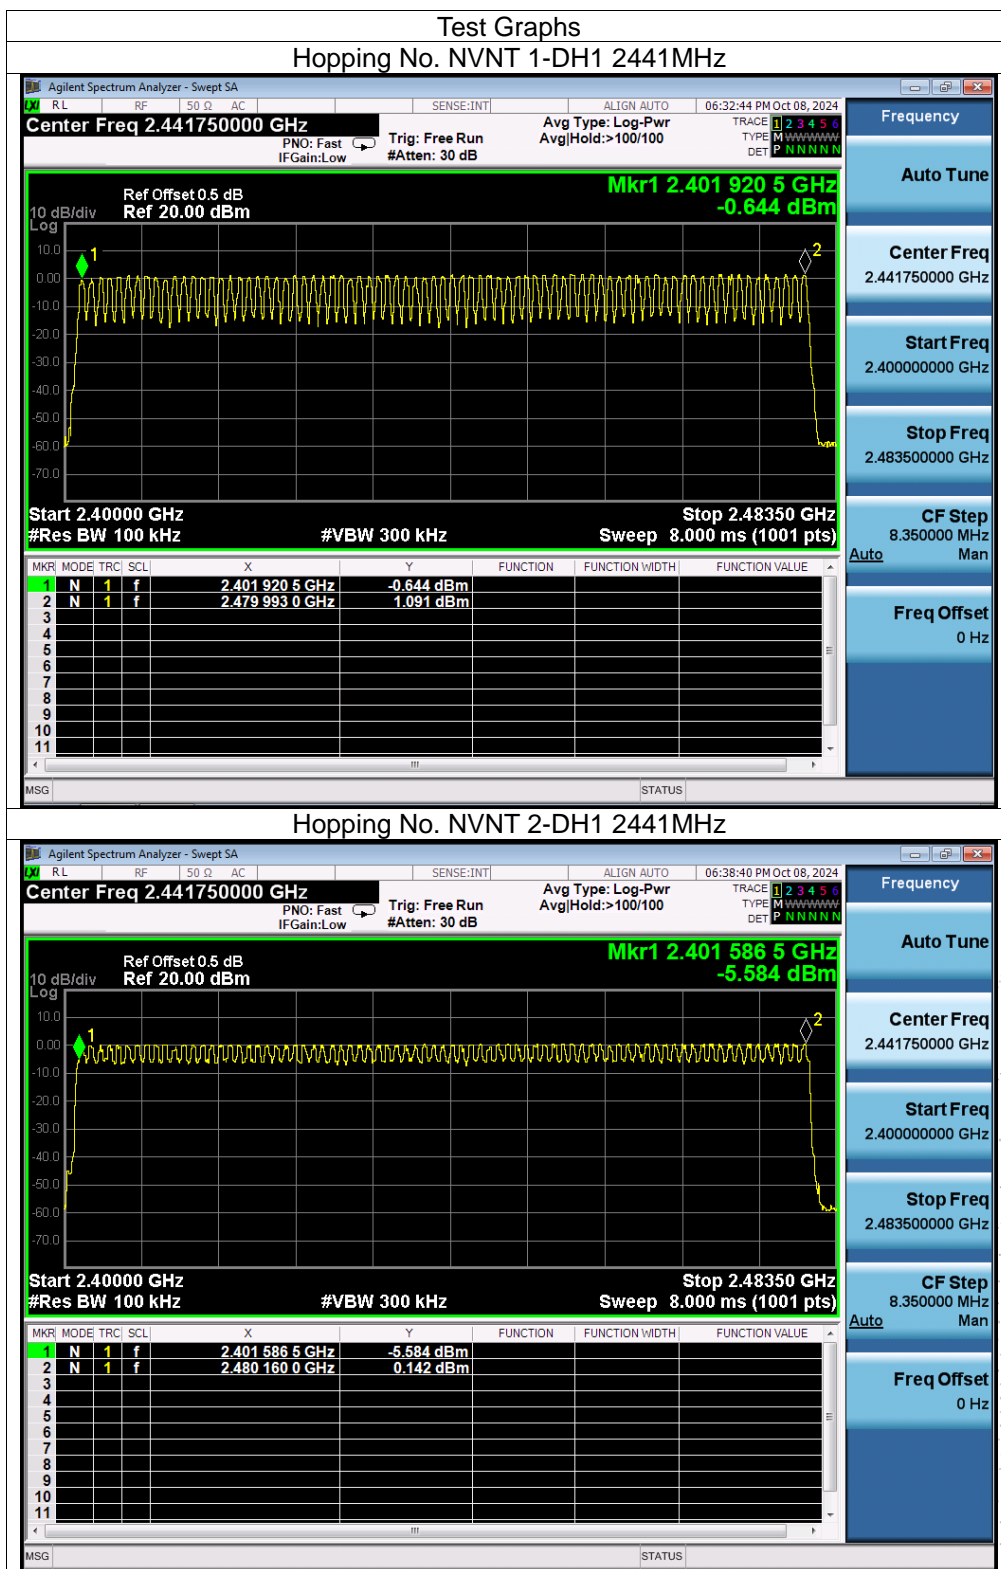 Test Graphs
Hopping No. NVNT 1-DH1 2441MHz
Agilent Spectrum Analyzer - Swept SA
LXI RL RF 50 Ω AC SENSE:INT ALIGN AUTO 06:32:44 PM Oct 08, 2024
Center Freq 2.441750000 GHz Avg Type: Log-Pwr TRACE 1 2 3 4 5 6
PNO: Fast Trig: Free Run Avg|Hold:>100/100 TYPE M WWWWW
IFGain:Low #Atten: 30 dB DET P N N N N N
Mkr1 2.401 920 5 GHz
-0.644 dBm
Ref Offset 0.5 dB
10 dB/div Ref 20.00 dBm
Log
10.0
0.00
-10.0
-20.0
-30.0
-40.0
-50.0
-60.0
-70.0
1
2
Start 2.40000 GHz Stop 2.48350 GHz
#Res BW 100 kHz #VBW 300 kHz Sweep 8.000 ms (1001 pts)
MKR MODE TRC SCL X Y FUNCTION FUNCTION WIDTH FUNCTION VALUE
1 N 1 f 2.401 920 5 GHz -0.644 dBm
2 N 1 f 2.479 993 0 GHz 1.091 dBm
3
4
5
6
7
8
9
10
11
MSG STATUS
Frequency
Auto Tune
Center Freq
2.441750000 GHz
Start Freq
2.400000000 GHz
Stop Freq
2.483500000 GHz
CF Step
8.350000 MHz
Auto Man
Freq Offset
0 Hz
Hopping No. NVNT 2-DH1 2441MHz
Agilent Spectrum Analyzer - Swept SA
LXI RL RF 50 Ω AC SENSE:INT ALIGN AUTO 06:38:40 PM Oct 08, 2024
Center Freq 2.441750000 GHz Avg Type: Log-Pwr TRACE 1 2 3 4 5 6
PNO: Fast Trig: Free Run Avg|Hold:>100/100 TYPE M WWWWW
IFGain:Low #Atten: 30 dB DET P N N N N N
Mkr1 2.401 586 5 GHz
-5.584 dBm
Ref Offset 0.5 dB
10 dB/div Ref 20.00 dBm
Log
10.0
0.00
-10.0
-20.0
-30.0
-40.0
-50.0
-60.0
-70.0
1
2
Start 2.40000 GHz Stop 2.48350 GHz
#Res BW 100 kHz #VBW 300 kHz Sweep 8.000 ms (1001 pts)
MKR MODE TRC SCL X Y FUNCTION FUNCTION WIDTH FUNCTION VALUE
1 N 1 f 2.401 586 5 GHz -5.584 dBm
2 N 1 f 2.480 160 0 GHz 0.142 dBm
3
4
5
6
7
8
9
10
11
MSG STATUS
Frequency
Auto Tune
Center Freq
2.441750000 GHz
Start Freq
2.400000000 GHz
Stop Freq
2.483500000 GHz
CF Step
8.350000 MHz
Auto Man
Freq Offset
0 Hz